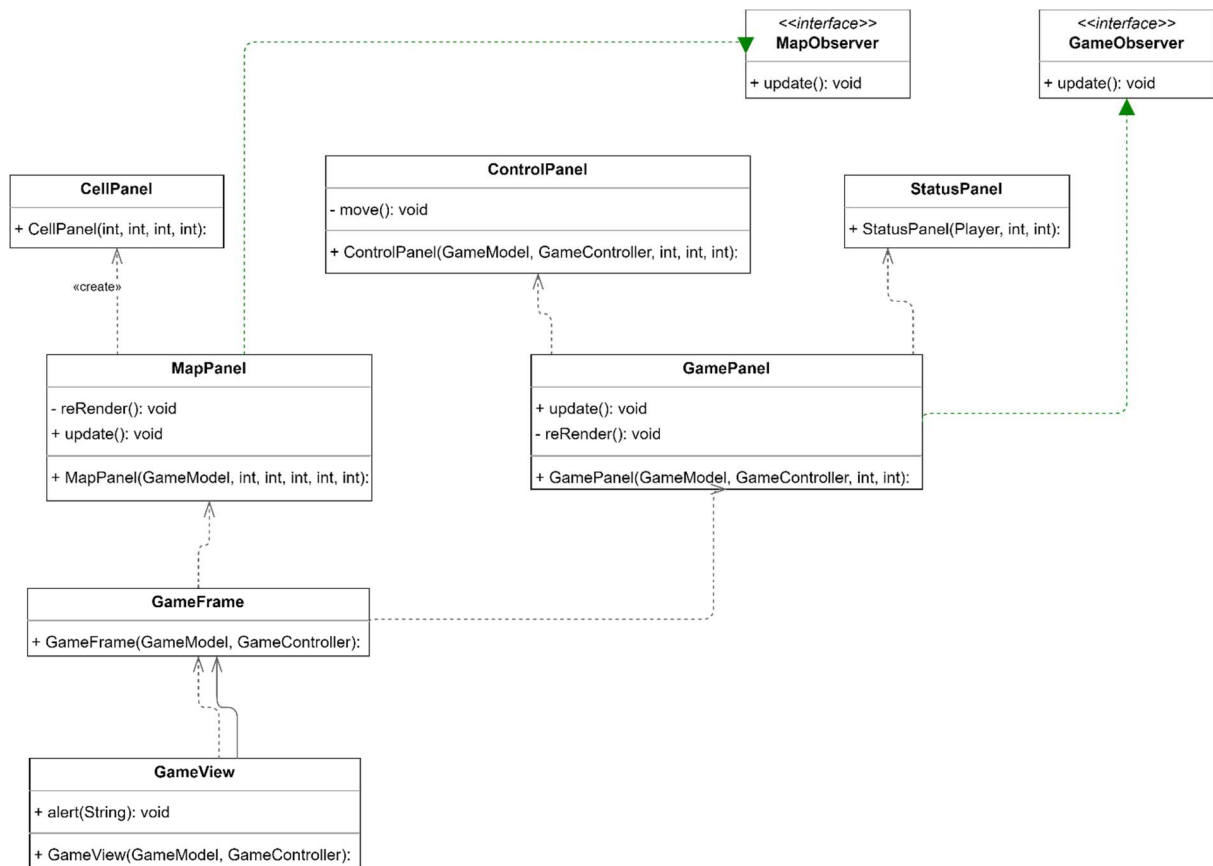 <<interface>>
MapObserver
+ update(): void
<<interface>>
GameObserver
+ update(): void
CellPanel
+ CellPanel(int, int, int, int):
ControlPanel
- move(): void
+ ControlPanel(GameModel, GameController, int, int, int):
StatusPanel
+ StatusPanel(Player, int, int):
«create»
MapPanel
- reRender(): void
+ update(): void
+ MapPanel(GameModel, int, int, int, int, int):
GamePanel
+ update(): void
- reRender(): void
+ GamePanel(GameModel, GameController, int, int):
GameFrame
+ GameFrame(GameModel, GameController):
GameView
+ alert(String): void
+ GameView(GameModel, GameController):